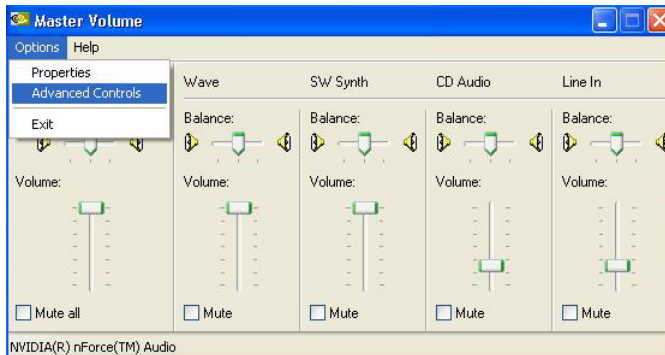 Master Volume
Options Help
Properties
Advanced Controls
Exit
Wave SW Synth CD Audio Line In
Balance: Balance: Balance: Balance:
Volume: Volume: Volume: Volume: Volume:
Mute all Mute Mute Mute Mute
NVIDIA(R) nForce(TM) Audio